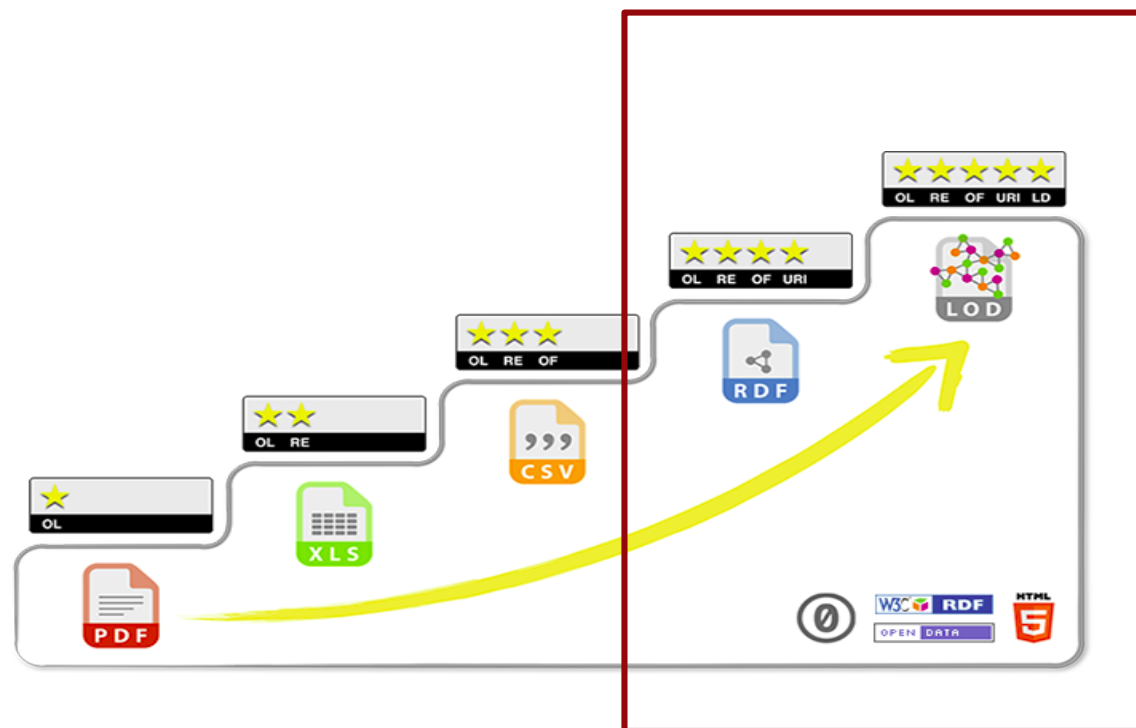 OL RE OF URI LD
OL RE OF URI
LOD
OL RE OF
RDF
OL RE
CSV
OL
XLS
PDF
0
W3C RDF
OPEN DATA
HTML
5